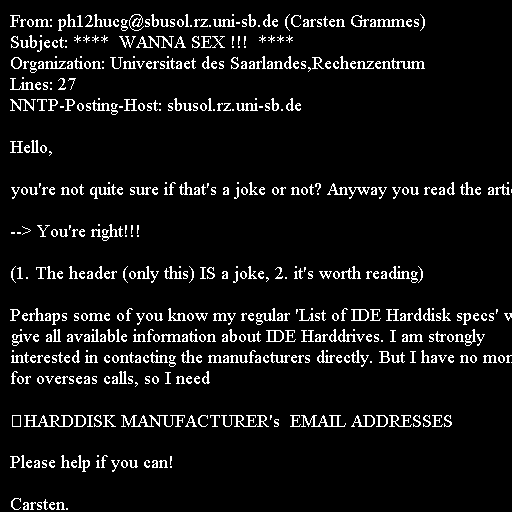 From: ph12hucg@sbusol.rz.uni-sb.de (Carsten Grammes)
Subject: ****  WANNA SEX !!!  ****
Organization: Universitaet des Saarlandes,Rechenzentrum
Lines: 27
NNTP-Posting-Host: sbusol.rz.uni-sb.de
Hello,
you're not quite sure if that's a joke or not? Anyway you read the
--> You're right!!!
(1. The header (only this) IS a joke, 2. it's worth reading)
Perhaps some of you know my regular 'List of IDE Harddisk specs'
give all available information about IDE Harddrives. I am strongly
interested in contacting the manufacturers directly. But I have no
for overseas calls, so I need
HARDDISK MANUFACTURER's  EMAIL ADDRESSES
Please help if you can!
Carsten.